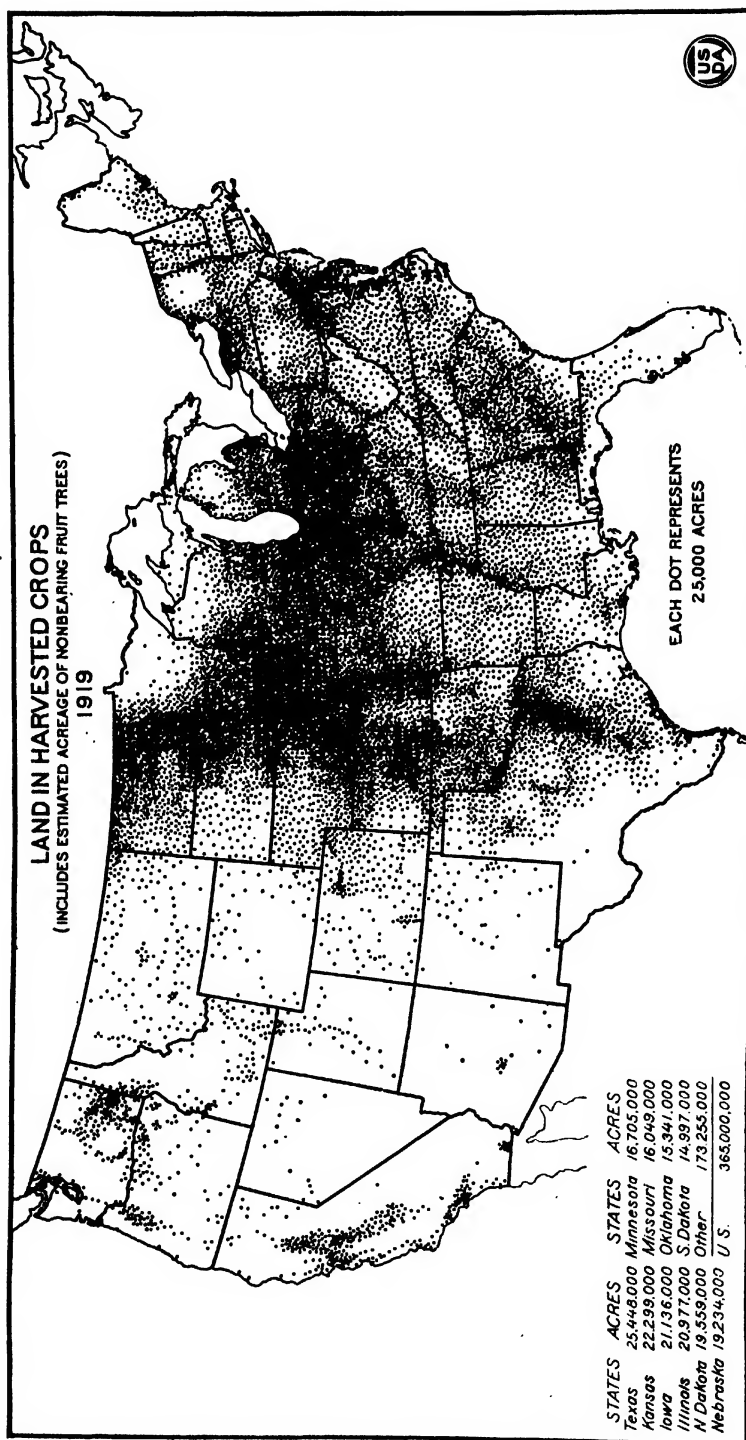 LAND IN HARVESTED CROPS
(INCLUDES ESTIMATED ACREAGE OF NONBEARING FRUIT TREES)
1919
EACH DOT REPRESENTS
25,000 ACRES
STATES ACRES STATES ACRES
Texas 25,448,000 Minnesota 16,705,000
Kansas 22,299,000 Missouri 16,049,000
Iowa 21,136,000 Oklahoma 15,341,000
Illinois 20,977,000 S. Dakota 14,997,000
N Dakota 19,559,000 Other 173,255,000
Nebraska 19,234,000 U S. 365,000,000
US
DA